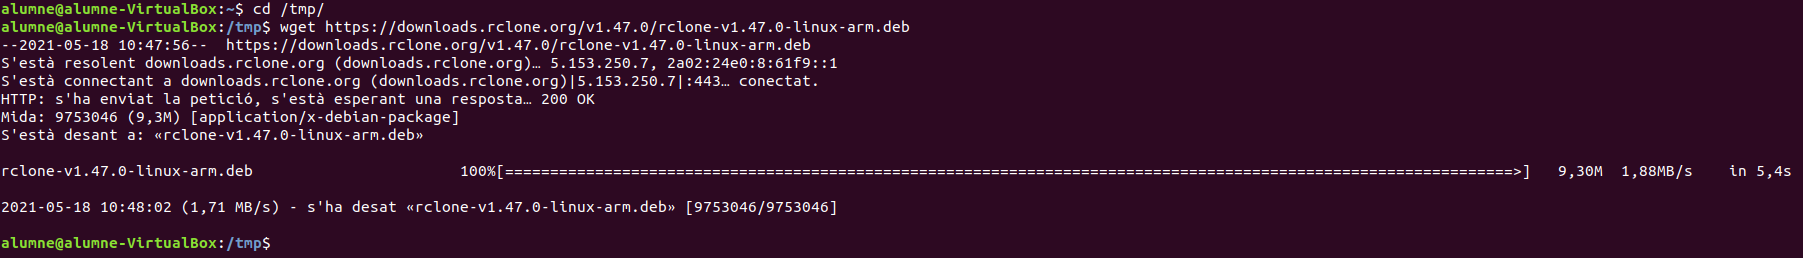 alumne@alumne-VirtualBox:~$ cd /tmp/
alumne@alumne-VirtualBox:/tmp$ wget https://downloads.rclone.org/v1.47.0/rclone-v1.47.0-linux-arm.deb
--2021-05-18 10:47:56--  https://downloads.rclone.org/v1.47.0/rclone-v1.47.0-linux-arm.deb
S'està resolent downloads.rclone.org (downloads.rclone.org)… 5.153.250.7, 2a02:24e0:8:61f9::1
S'està connectant a downloads.rclone.org (downloads.rclone.org)|5.153.250.7|:443… conectat.
HTTP: s'ha enviat la petició, s'està esperant una resposta… 200 OK
Mida: 9753046 (9,3M) [application/x-debian-package]
S'està desant a: «rclone-v1.47.0-linux-arm.deb»
rclone-v1.47.0-linux-arm.deb 100%[================================================================================================================>] 9,30M 1,88MB/s in 5,4s
2021-05-18 10:48:02 (1,71 MB/s) - s'ha desat «rclone-v1.47.0-linux-arm.deb» [9753046/9753046]
alumne@alumne-VirtualBox:/tmp$